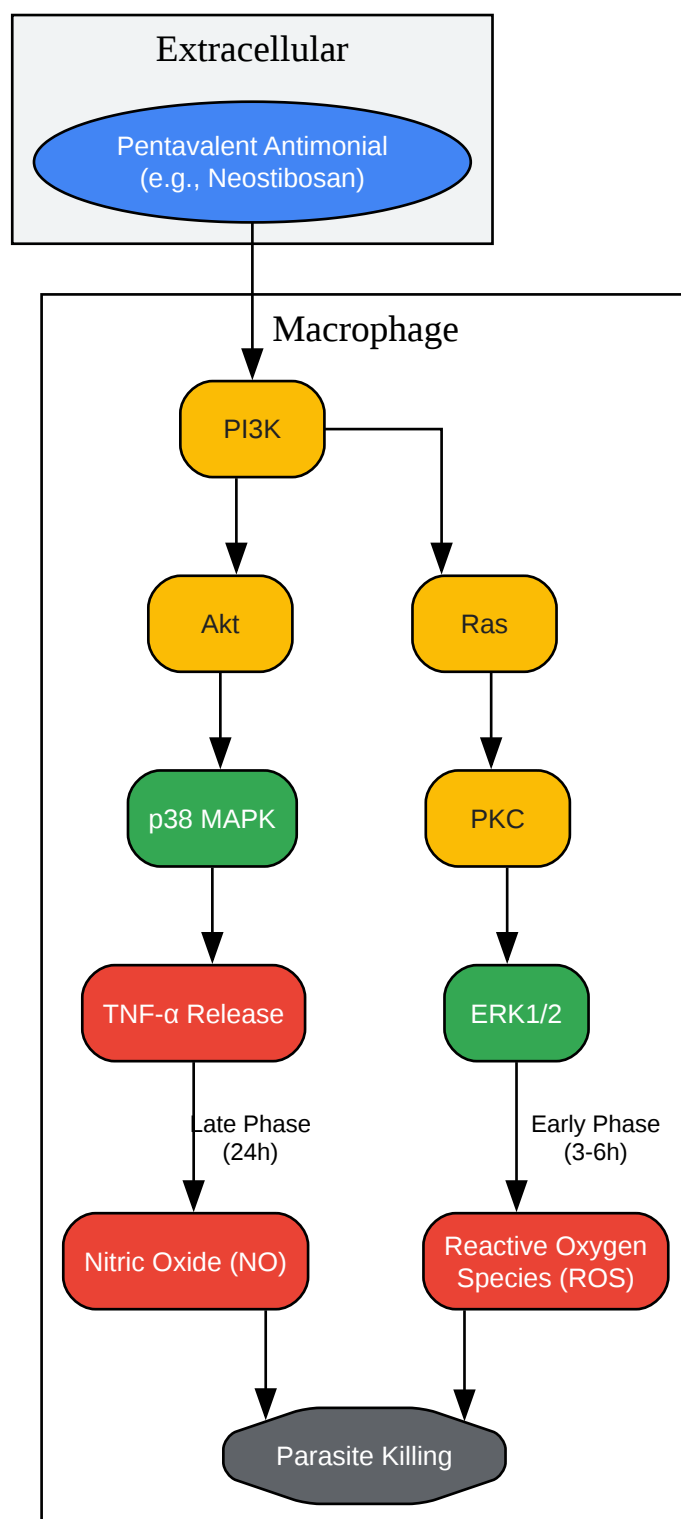 Extracellular
Pentavalent Antimonial
(e.g., Neostibosan)
Macrophage
PI3K
Akt
Ras
p38 MAPK
PKC
TNF-α Release
ERK1/2
Late Phase
(24h)
Early Phase
(3-6h)
Nitric Oxide (NO)
Reactive Oxygen
Species (ROS)
Parasite Killing